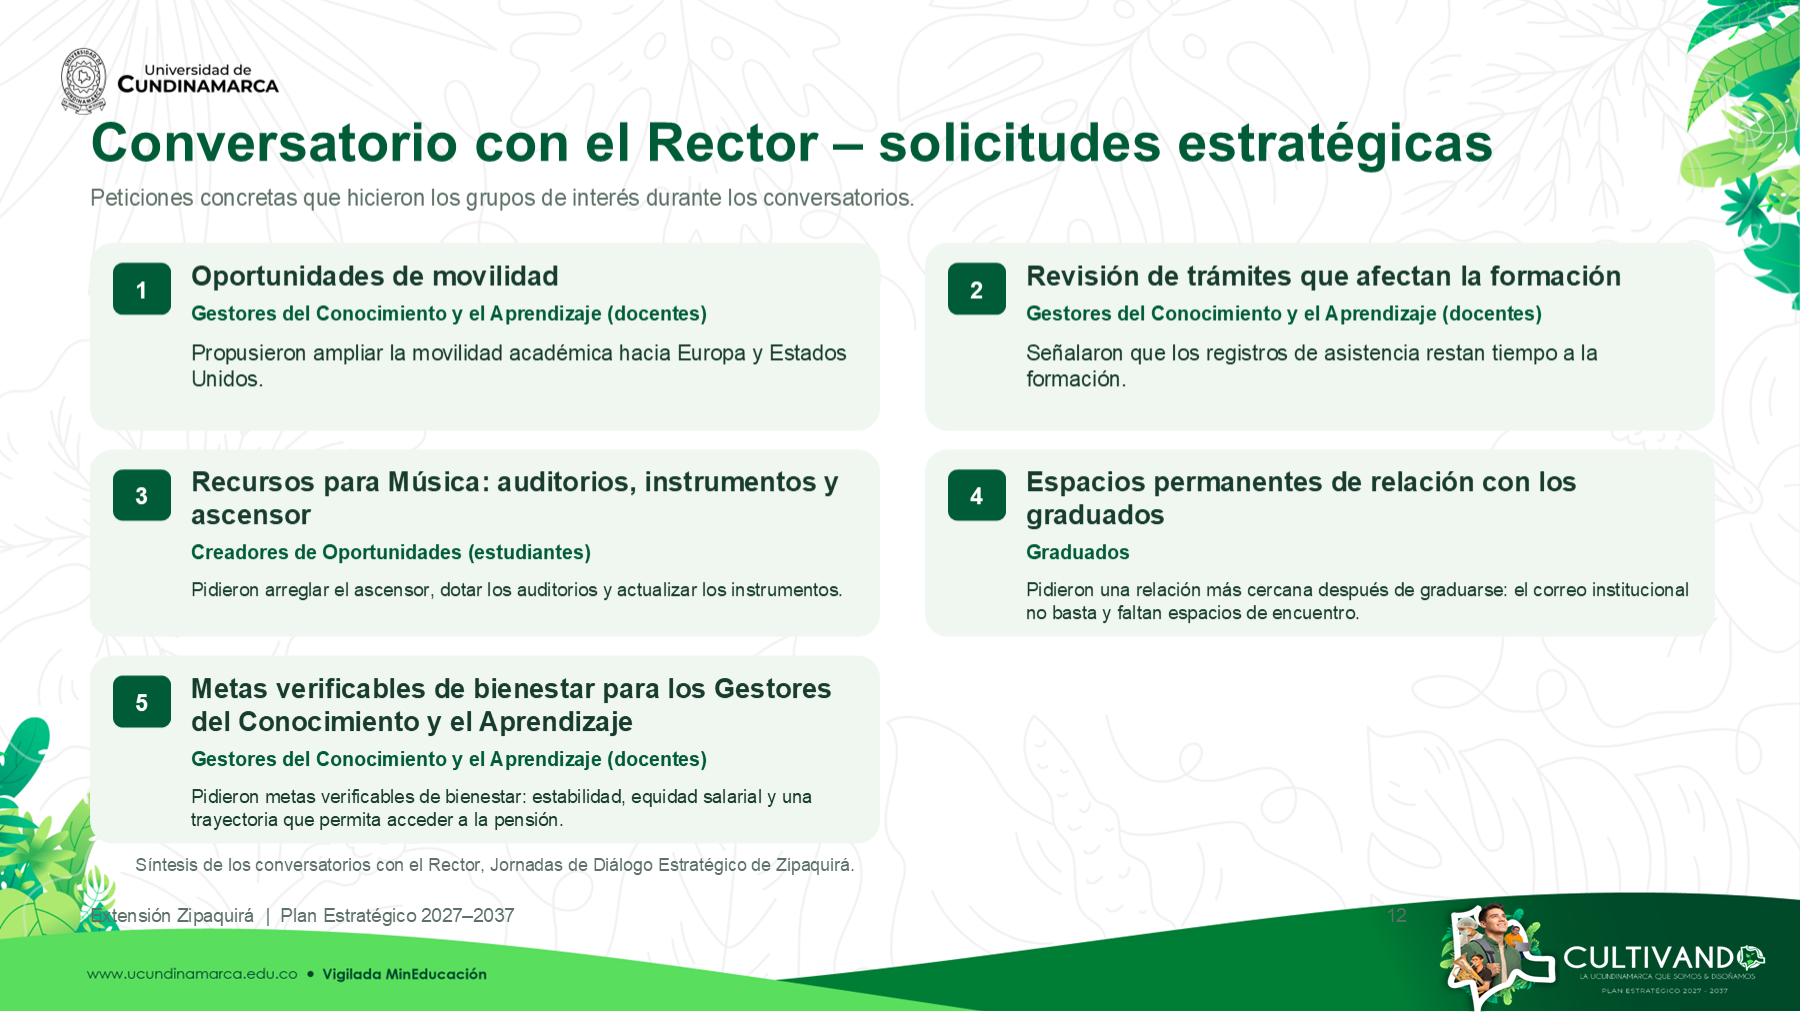 Universidad de
CUNDINAMARCA
Conversatorio con el Rector – solicitudes estratégicas
Peticiones concretas que hicieron los grupos de interés durante los conversatorios.
1
Oportunidades de movilidad
Gestores del Conocimiento y el Aprendizaje (docentes)
Propusieron ampliar la movilidad académica hacia Europa y Estados
Unidos.
2
Revisión de trámites que afectan la formación
Gestores del Conocimiento y el Aprendizaje (docentes)
Señalaron que los registros de asistencia restan tiempo a la
formación.
3
Recursos para Música: auditorios, instrumentos y
ascensor
Creadores de Oportunidades (estudiantes)
Pidieron arreglar el ascensor, dotar los auditorios y actualizar los instrumentos.
4
Espacios permanentes de relación con los
graduados
Graduados
Pidieron una relación más cercana después de graduarse: el correo institucional
no basta y faltan espacios de encuentro.
5
Metas verificables de bienestar para los Gestores
del Conocimiento y el Aprendizaje
Gestores del Conocimiento y el Aprendizaje (docentes)
Pidieron metas verificables de bienestar: estabilidad, equidad salarial y una
trayectoria que permita acceder a la pensión.
Síntesis de los conversatorios con el Rector, Jornadas de Diálogo Estratégico de Zipaquirá.
Extensión Zipaquirá | Plan Estratégico 2027–2037
12
www.ucundinamarca.edu.co • Vigilada MinEducación
CULTIVANDO
LA UCUNDINAMARCA QUE SOMOS & DISOÑAMOS
PLAN ESTRATÉGICO 2027 - 2037